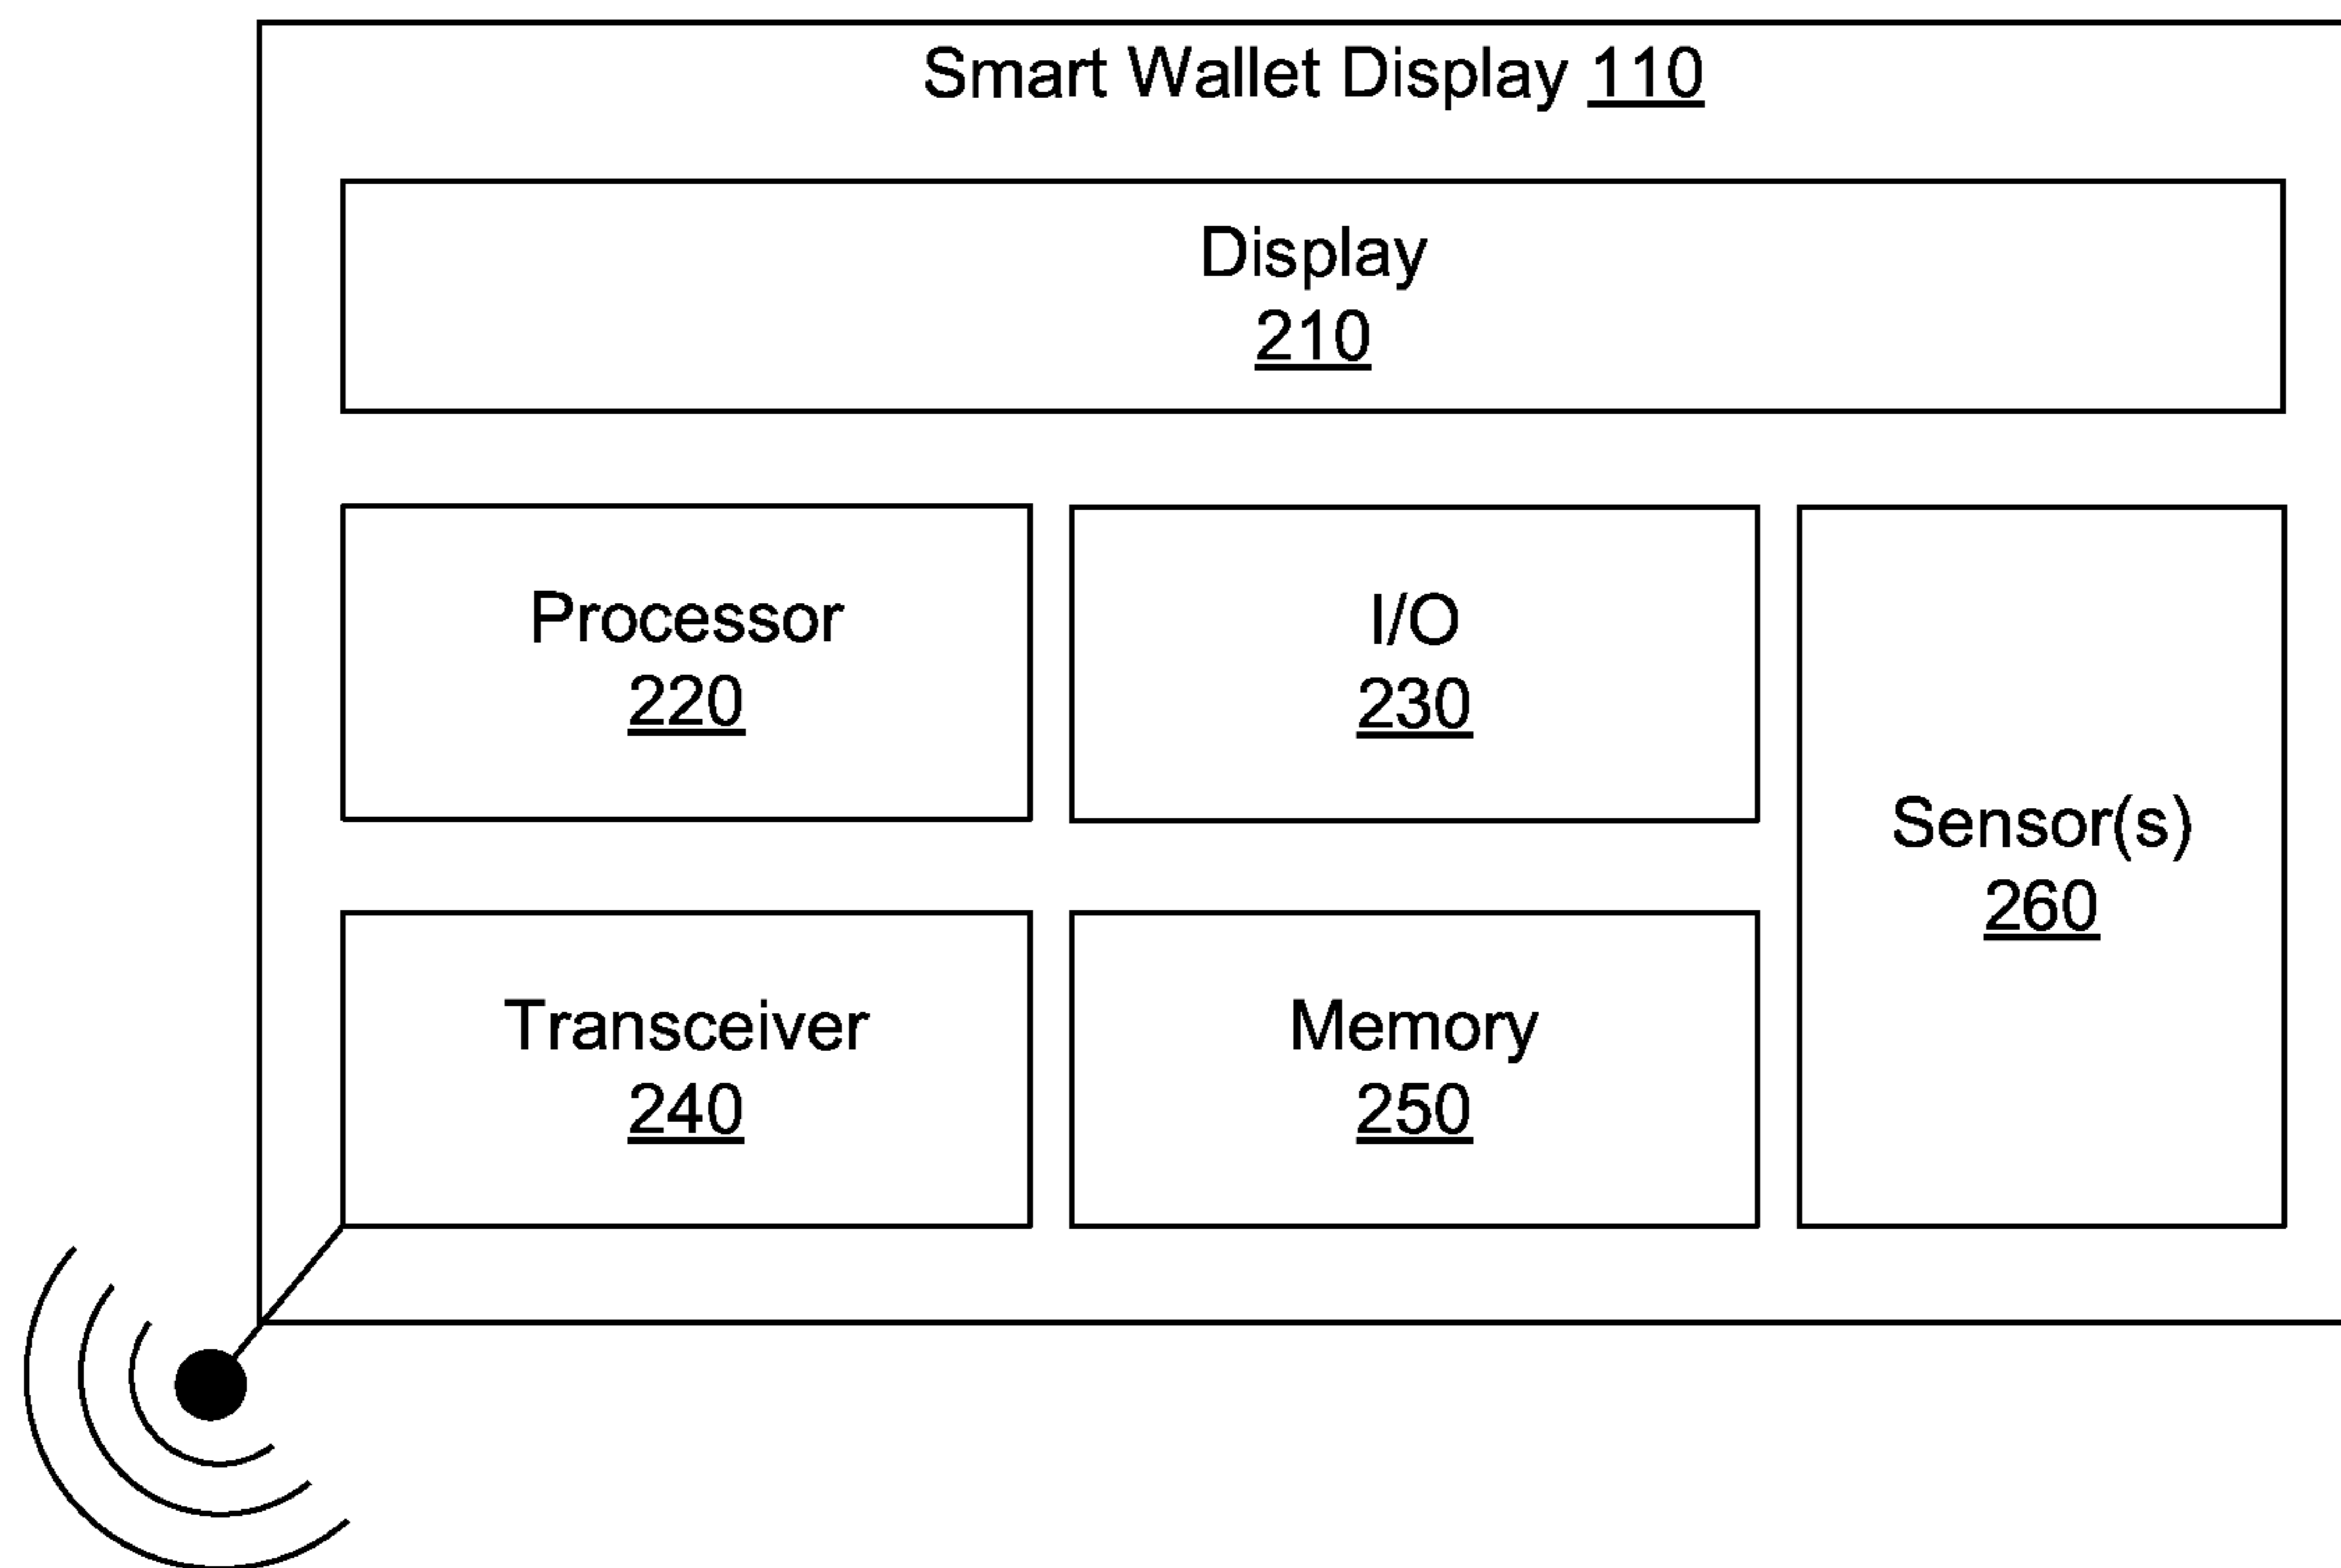 Smart Wallet Display 110
Display
210
Processor
220
I/O
230
Sensor(s)
260
Transceiver
240
Memory
250